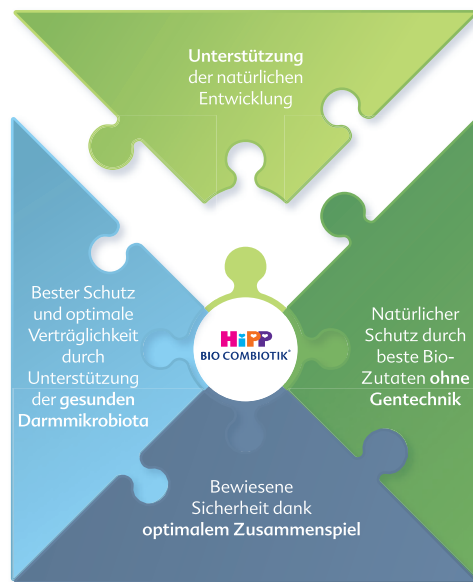 Unterstützung
der natürlichen
Entwicklung
Bester Schutz
und optimale
Verträglichkeit
durch
Unterstützung
der gesunden
Darmmikrobiota
HiPP
BIO COMBIOTIK®
Natürlicher
Schutz durch
beste Bio-
Zutaten ohne
Gentechnik
Bewiesene
Sicherheit dank
optimalem Zusammenspiel